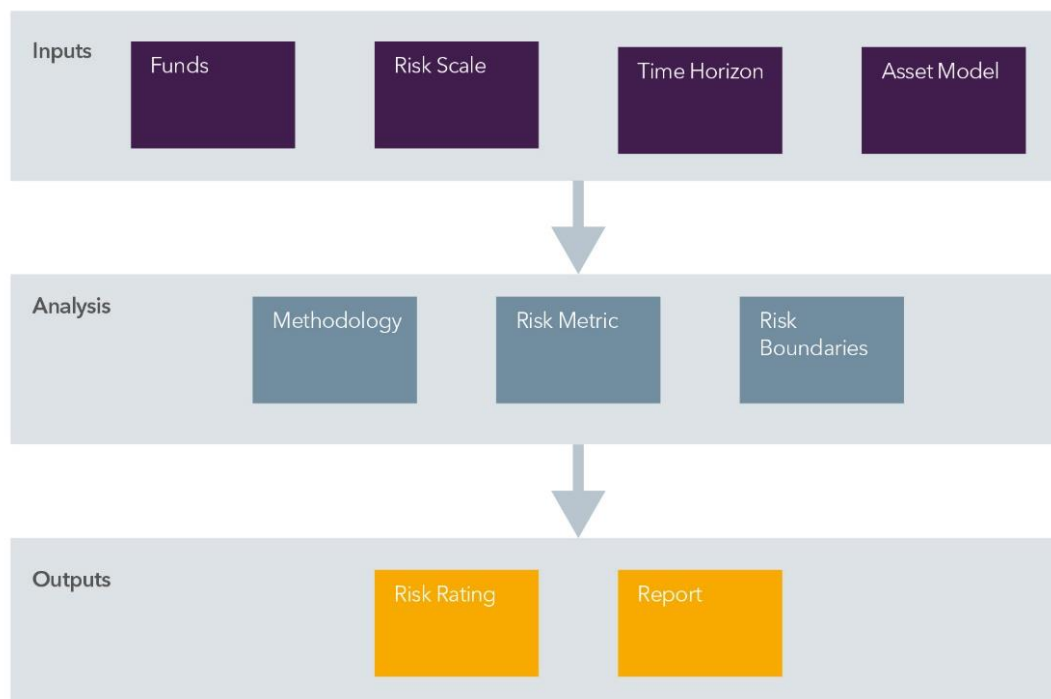 Inputs
Funds
Risk Scale
Time Horizon
Asset Model
Analysis
Methodology
Risk Metric
Risk
Boundaries
Outputs
Risk Rating
Report